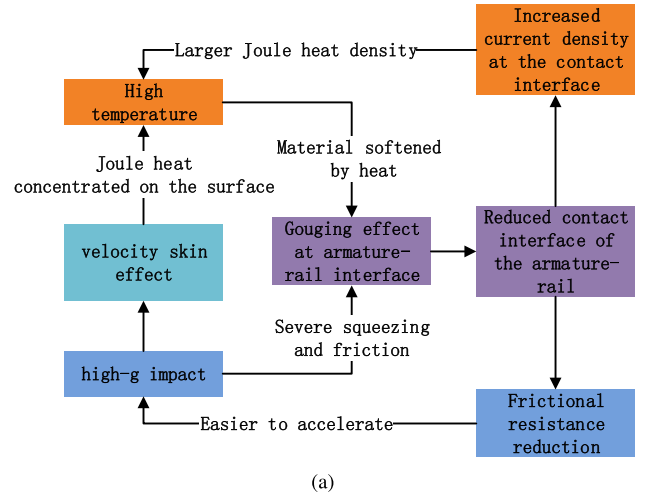 Increased
current density
at the contact
interface
Larger Joule heat density
High
temperature
Material softened
by heat
Joule heat
concentrated on the surface
velocity skin
effect
Gouging effect
at armature-
rail interface
Reduced contact
interface of
the armature-
rail
Severe squeezing
and friction
high-g impact
Easier to accelerate
Frictional
resistance
reduction
(a)